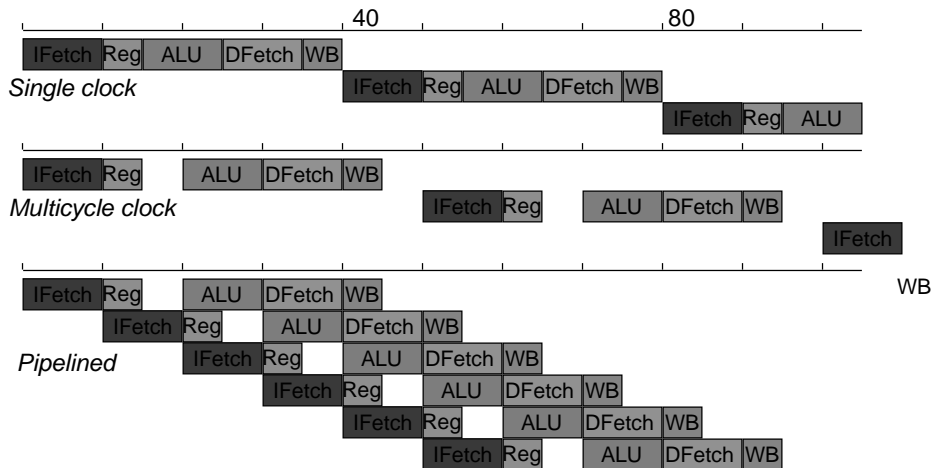 40 80
IFetch Reg ALU DFetch WB
Single clock
IFetch Reg ALU DFetch WB
IFetch Reg ALU
IFetch Reg ALU DFetch WB
Multicycle clock
IFetch Reg ALU DFetch WB
IFetch
WB
IFetch Reg ALU DFetch WB
IFetch Reg ALU DFetch WB
Pipelined
IFetch Reg ALU DFetch WB
IFetch Reg ALU DFetch WB
IFetch Reg ALU DFetch WB
IFetch Reg ALU DFetch WB